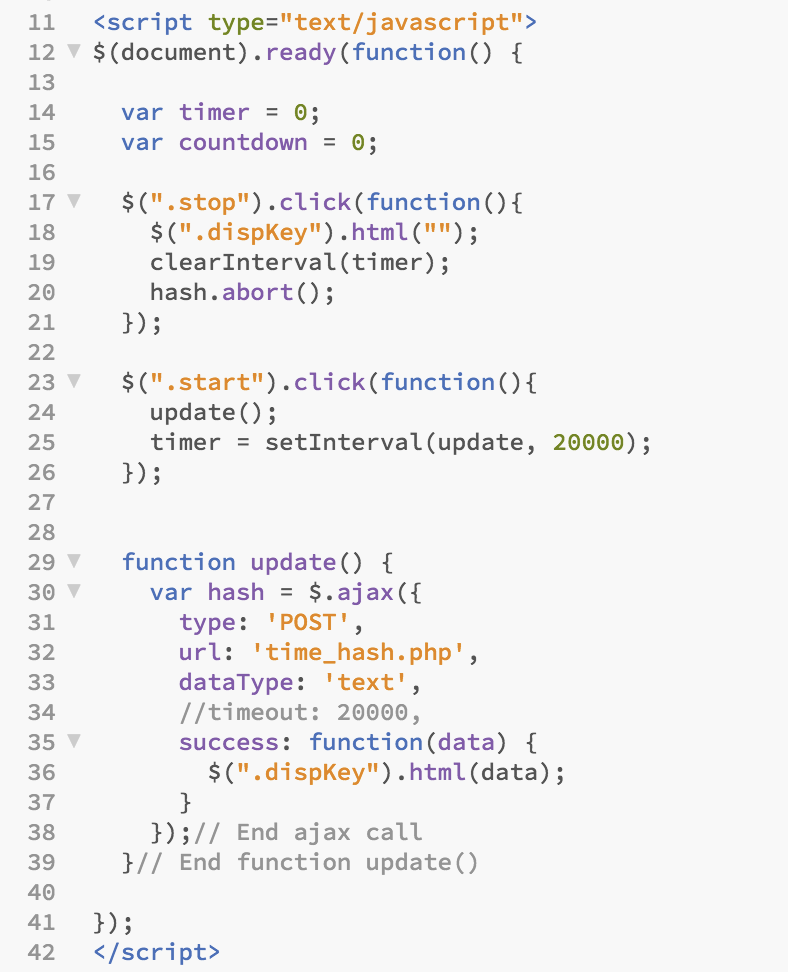 11 <script type="text/javascript">
12 ▼ $(document).ready(function() {
13
14 var timer = 0;
15 var countdown = 0;
16
17 ▼ $(".stop").click(function(){
18 $(".dispKey").html("");
19 clearInterval(timer);
20 hash.abort();
21 });
22
23 ▼ $(".start").click(function(){
24 update();
25 timer = setInterval(update, 20000);
26 });
27
28
29 ▼ function update() {
30 ▼ var hash = $.ajax({
31 type: 'POST',
32 url: 'time_hash.php',
33 dataType: 'text',
34 //timeout: 20000,
35 ▼ success: function(data) {
36 $(".dispKey").html(data);
37 }
38 });// End ajax call
39 }// End function update()
40
41 });
42 </script>